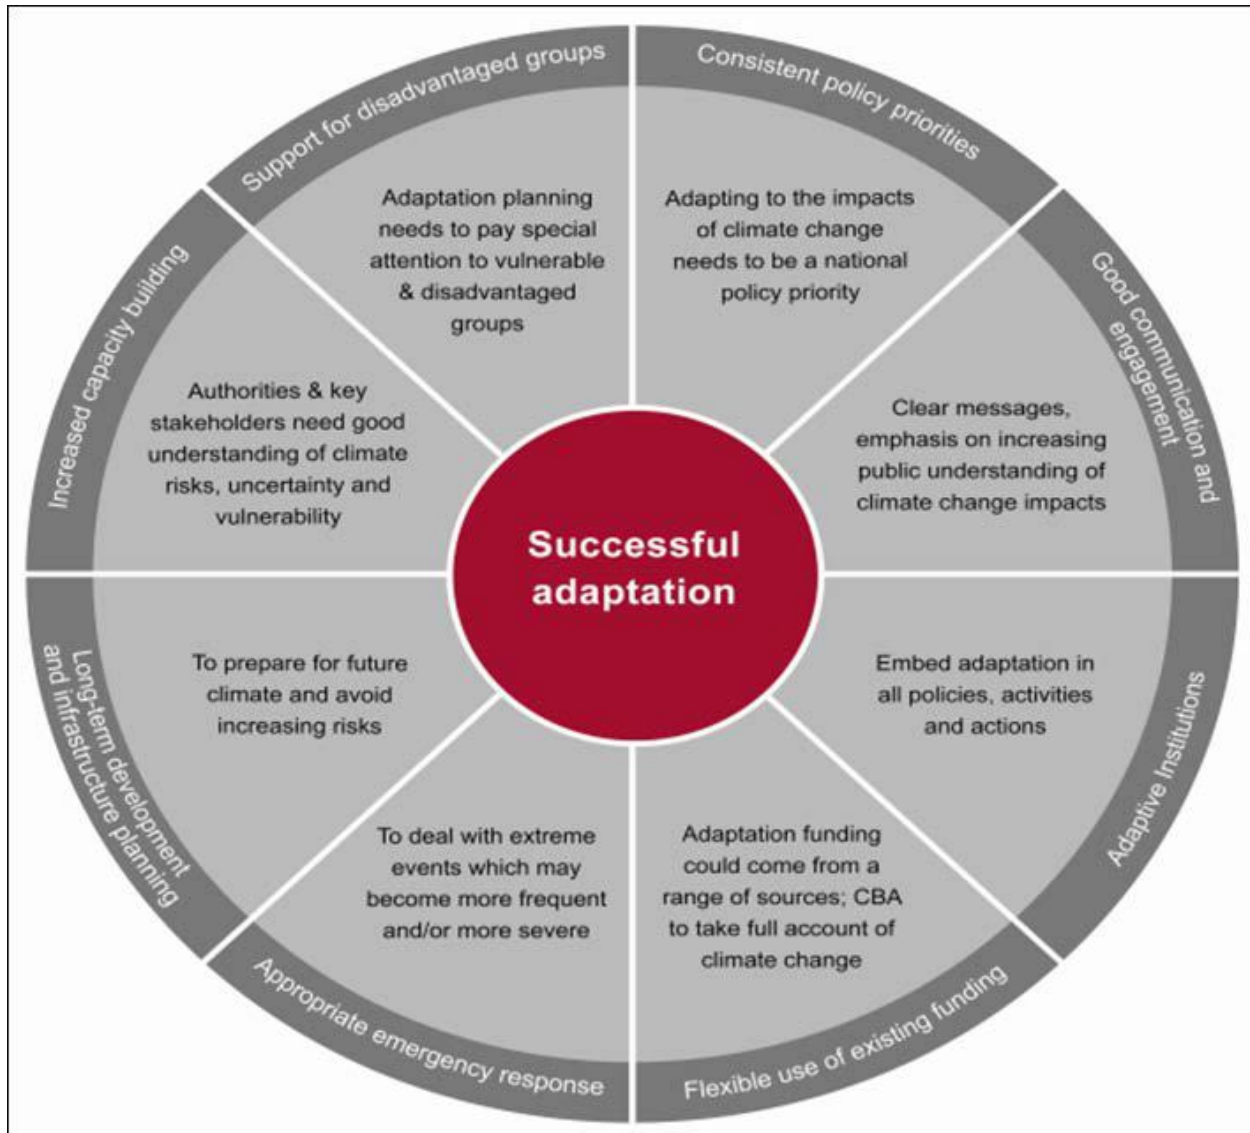 Consistent policy priorities
Adapting to the impacts
of climate change
needs to be a national
policy priority
Good communication and
engagement
Clear messages,
emphasis on increasing
public understanding of
climate change impacts
Adaptive Institutions
Embed adaptation in
all policies, activities
and actions
Flexible use of existing funding
Adaptation funding
could come from a
range of sources; CBA
to take full account of
climate change
Appropriate emergency response
To deal with extreme
events which may
become more frequent
and/or more severe
Long-term development
and infrastructure planning
To prepare for future
climate and avoid
increasing risks
Increased capacity building
Authorities & key
stakeholders need good
understanding of climate
risks, uncertainty and
vulnerability
Support for disadvantaged groups
Adaptation planning
needs to pay special
attention to vulnerable
& disadvantaged
groups
Successful
adaptation